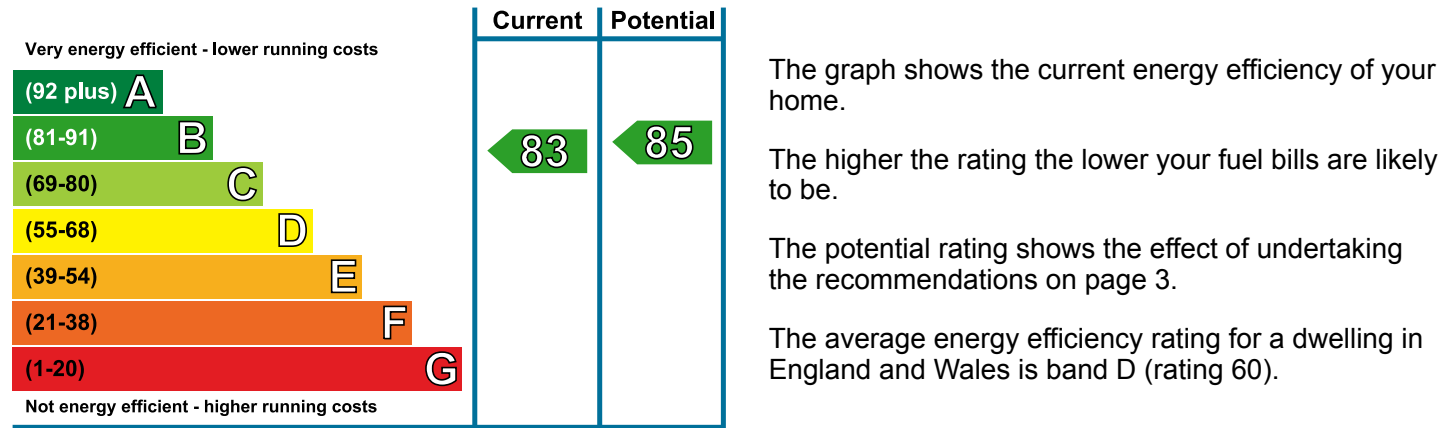 Current Potential
Very energy efficient - lower running costs
(92 plus) A
(81-91) B
(69-80) C
(55-68) D
(39-54) E
(21-38) F
(1-20) G
Not energy efficient - higher running costs
83
85
The graph shows the current energy efficiency of your
home.
The higher the rating the lower your fuel bills are likely
to be.
The potential rating shows the effect of undertaking
the recommendations on page 3.
The average energy efficiency rating for a dwelling in
England and Wales is band D (rating 60).